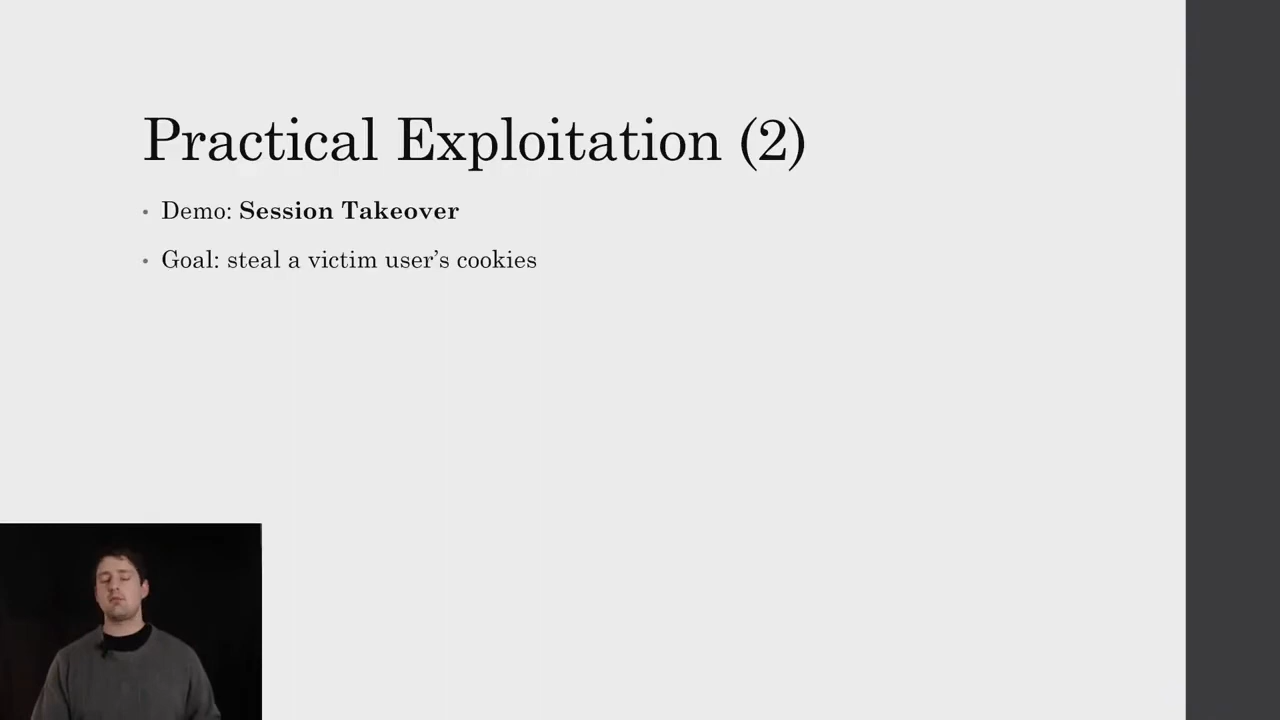 Practical Exploitation (2)
• Demo: Session Takeover
• Goal: steal a victim user’s cookies